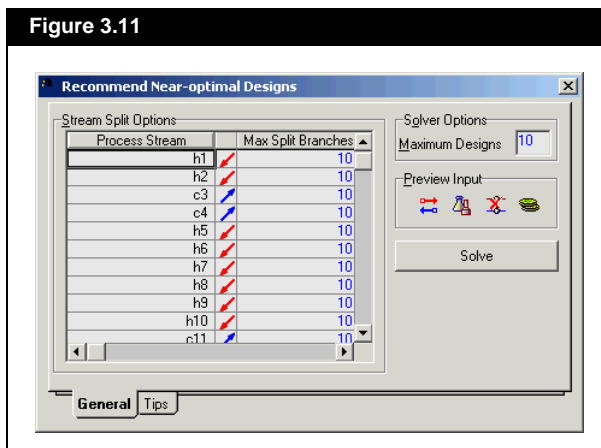 Figure 3.11
Recommend Near-optimal Designs
Stream Split Options
Process Stream Max Split Branches
h1 10
h2 10
c3 10
c4 10
h5 10
h6 10
h7 10
h8 10
h9 10
h10 10
c11 10
Solver Options
Maximum Designs 10
Preview Input
Solve
General Tips